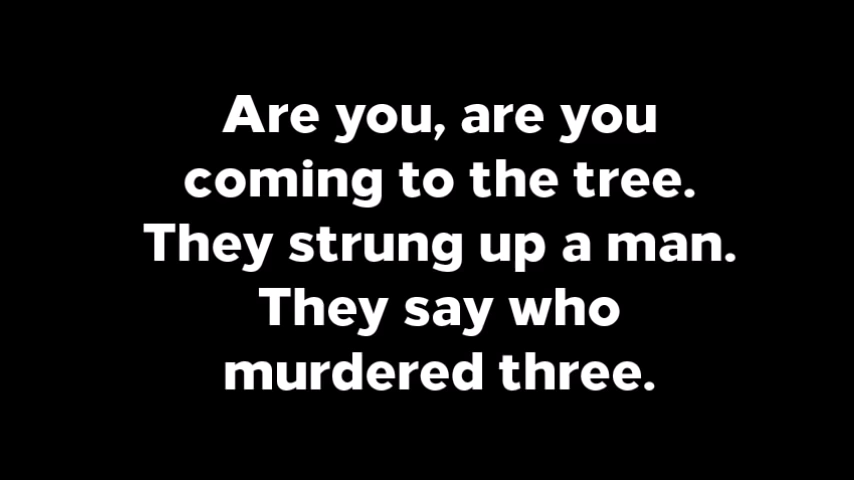 Are you, are you
coming to the tree.
They strung up a man.
They say who
murdered three.